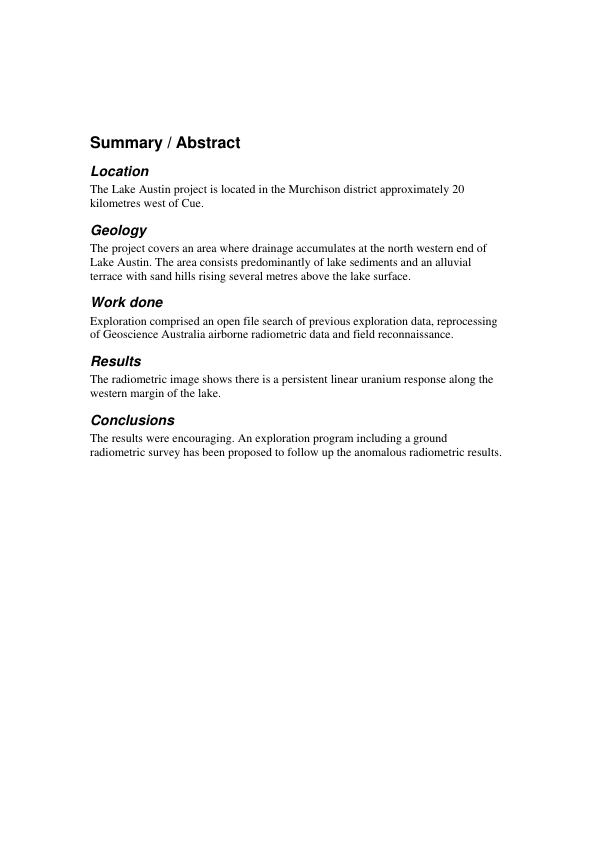 Summary / Abstract
Location
The Lake Austin project is located in the Murchison district approximately 20
kilometres west of Cue.
Geology
The project covers an area where drainage accumulates at the north western end of
Lake Austin. The area consists predominantly of lake sediments and an alluvial
terrace with sand hills rising several metres above the lake surface.
Work done
Exploration comprised an open file search of previous exploration data, reprocessing
of Geoscience Australia airborne radiometric data and field reconnaissance.
Results
The radiometric image shows there is a persistent linear uranium response along the
western margin of the lake.
Conclusions
The results were encouraging. An exploration program including a ground
radiometric survey has been proposed to follow up the anomalous radiometric results.